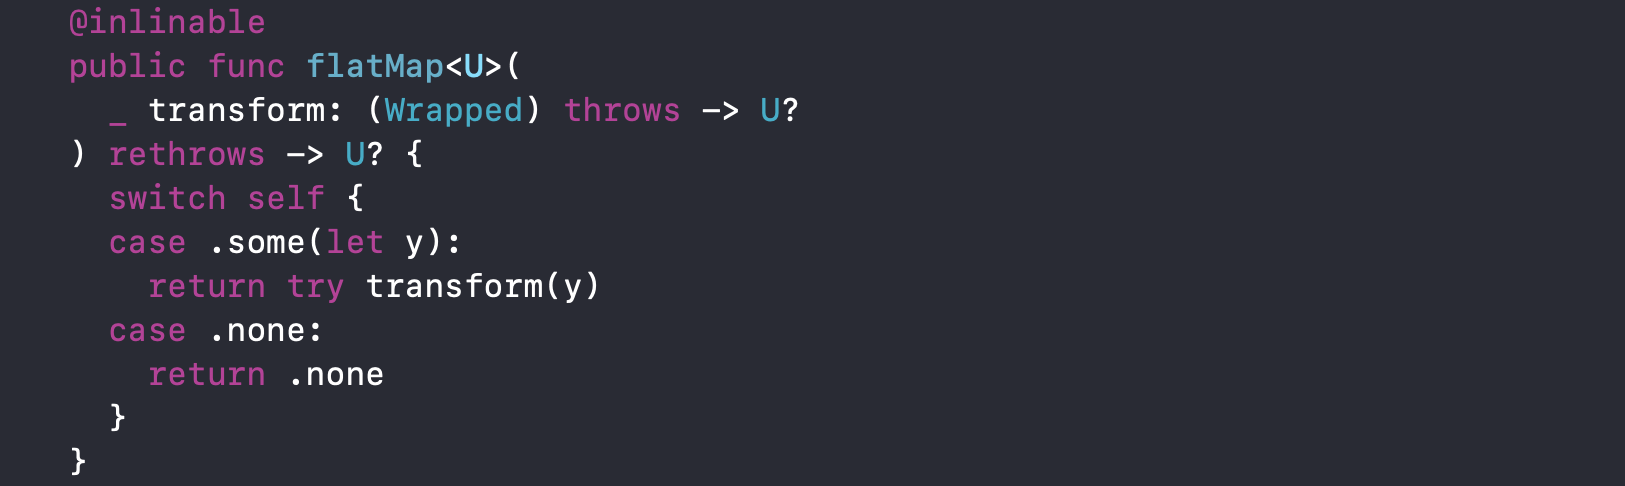 @inlinable
public func flatMap<U>(
_ transform: (Wrapped) throws -> U?
) rethrows -> U? {
switch self {
case .some(let y):
return try transform(y)
case .none:
return .none
}
}